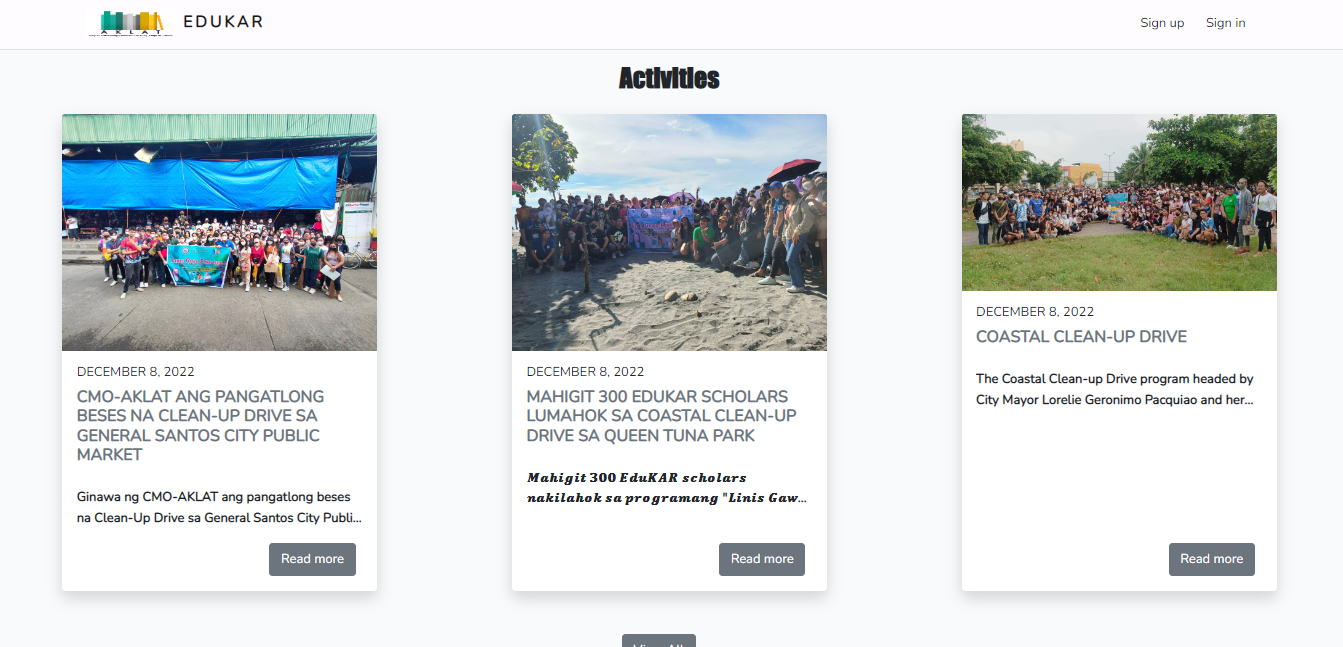 AKLAT
EDUKAR
Sign up
Sign in
Activities
DECEMBER 8, 2022
CMO-AKLAT ANG PANGATLONG
BESES NA CLEAN-UP DRIVE SA
GENERAL SANTOS CITY PUBLIC
MARKET
Ginawa ng CMO-AKLAT ang pangatlong beses
na Clean-Up Drive sa General Santos City Publi...
Read more
DECEMBER 8, 2022
MAHIGIT 300 EDUKAR SCHOLARS
LUMAHOK SA COASTAL CLEAN-UP
DRIVE SA QUEEN TUNA PARK
Mahigit 300 EduKAR scholars
nakilahok sa programang "Linis Gaw...
Read more
DECEMBER 8, 2022
COASTAL CLEAN-UP DRIVE
The Coastal Clean-up Drive program headed by
City Mayor Lorelie Geronimo Pacquiao and her...
Read more
View All